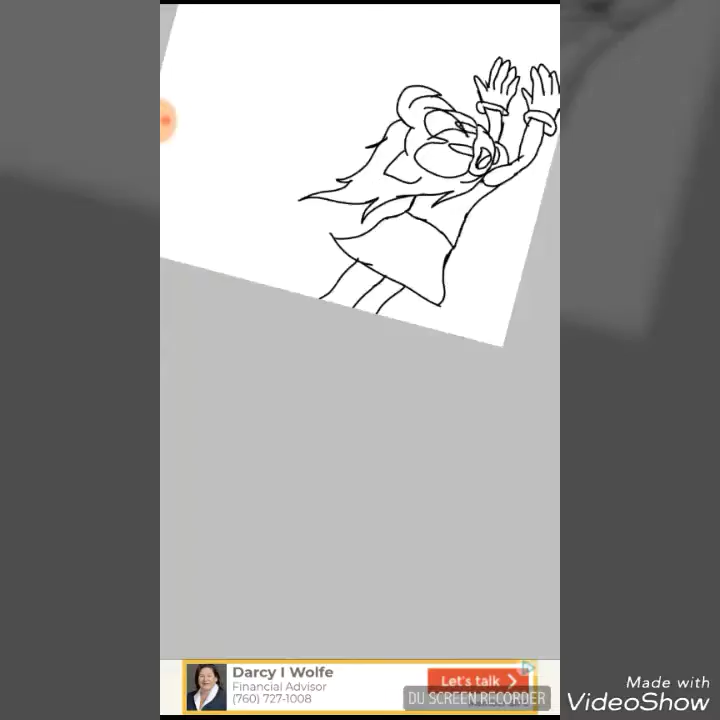 Darcy I Wolfe
Financial Advisor
(760) 727-1008
Let's talk
DU SCREEN RECORDER
Made with
VideoShow